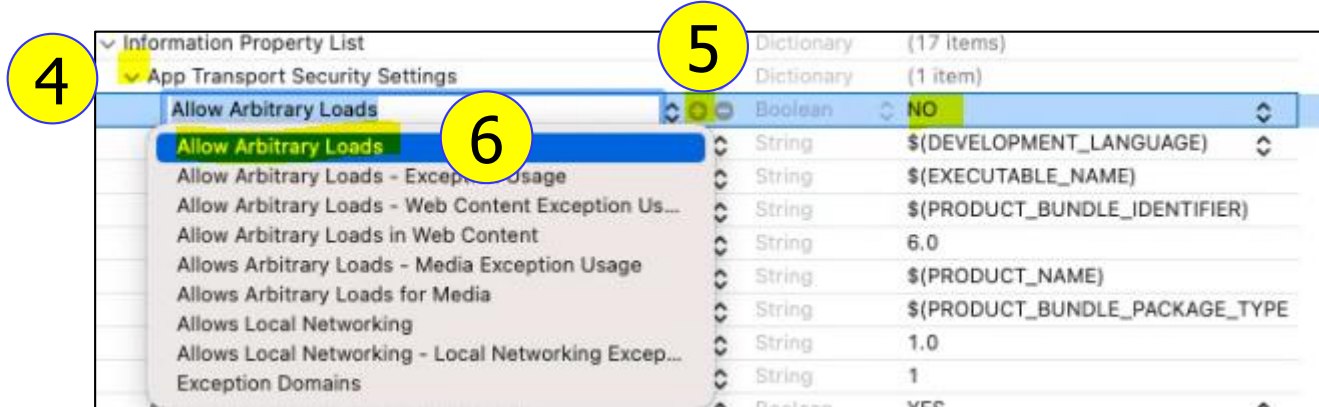 4
5
6
Information Property List Dictionary (17 items)
App Transport Security Settings Dictionary (1 item)
Allow Arbitrary Loads Boolean NO
Allow Arbitrary Loads String $(DEVELOPMENT_LANGUAGE)
Allow Arbitrary Loads - Exception Usage String $(EXECUTABLE_NAME)
Allow Arbitrary Loads - Web Content Exception Us... String $(PRODUCT_BUNDLE_IDENTIFIER)
Allow Arbitrary Loads in Web Content String 6.0
Allows Arbitrary Loads - Media Exception Usage String $(PRODUCT_NAME)
Allows Arbitrary Loads for Media String $(PRODUCT_BUNDLE_PACKAGE_TYPE
Allows Local Networking String 1.0
Allows Local Networking - Local Networking Excep...
Exception Domains String 1
Boolean YES